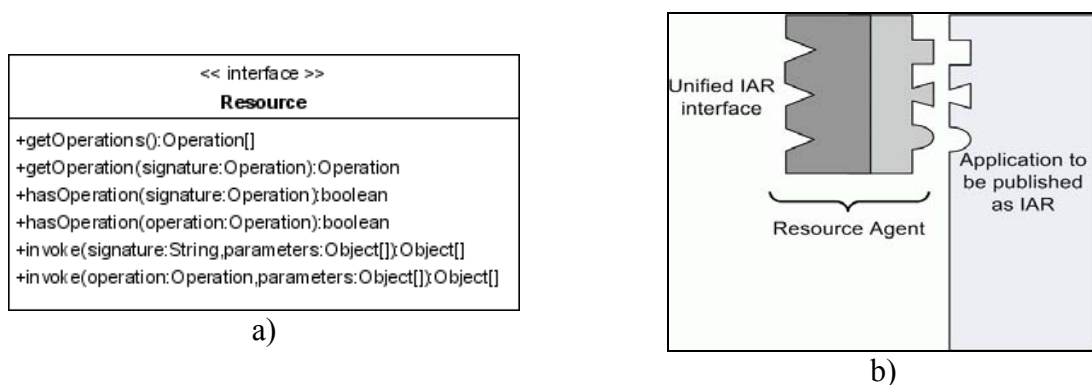 << interface >>
Resource
+getOperations():Operation[]
+getOperation(signature:Operation):Operation
+hasOperation(signature:Operation):boolean
+hasOperation(operation:Operation):boolean
+invoke(signature:String,parameters:Object[]):Object[]
+invoke(operation:Operation,parameters:Object[]):Object[]
a)
Unified IAR
interface
Resource Agent
Application to
be published
as IAR
b)